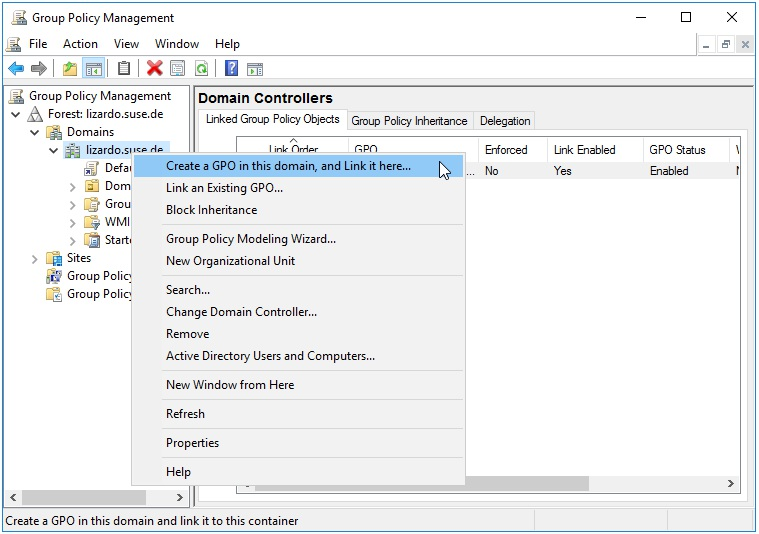 Group Policy Management
File Action View Window Help
Group Policy Management
Forest: lizardo.suse.de
Domains
lizardo.suse.de
Defau
Dom
Grou
WMI
Starte
Sites
Group Policy
Group Policy
Domain Controllers
Linked Group Policy Objects Group Policy Inheritance Delegation
Link Order GPO Enforced Link Enabled GPO Status
... No Yes Enabled
Create a GPO in this domain, and Link it here...
Link an Existing GPO...
Block Inheritance
Group Policy Modeling Wizard...
New Organizational Unit
Search...
Change Domain Controller...
Remove
Active Directory Users and Computers...
New Window from Here
Refresh
Properties
Help
Create a GPO in this domain and link it to this container